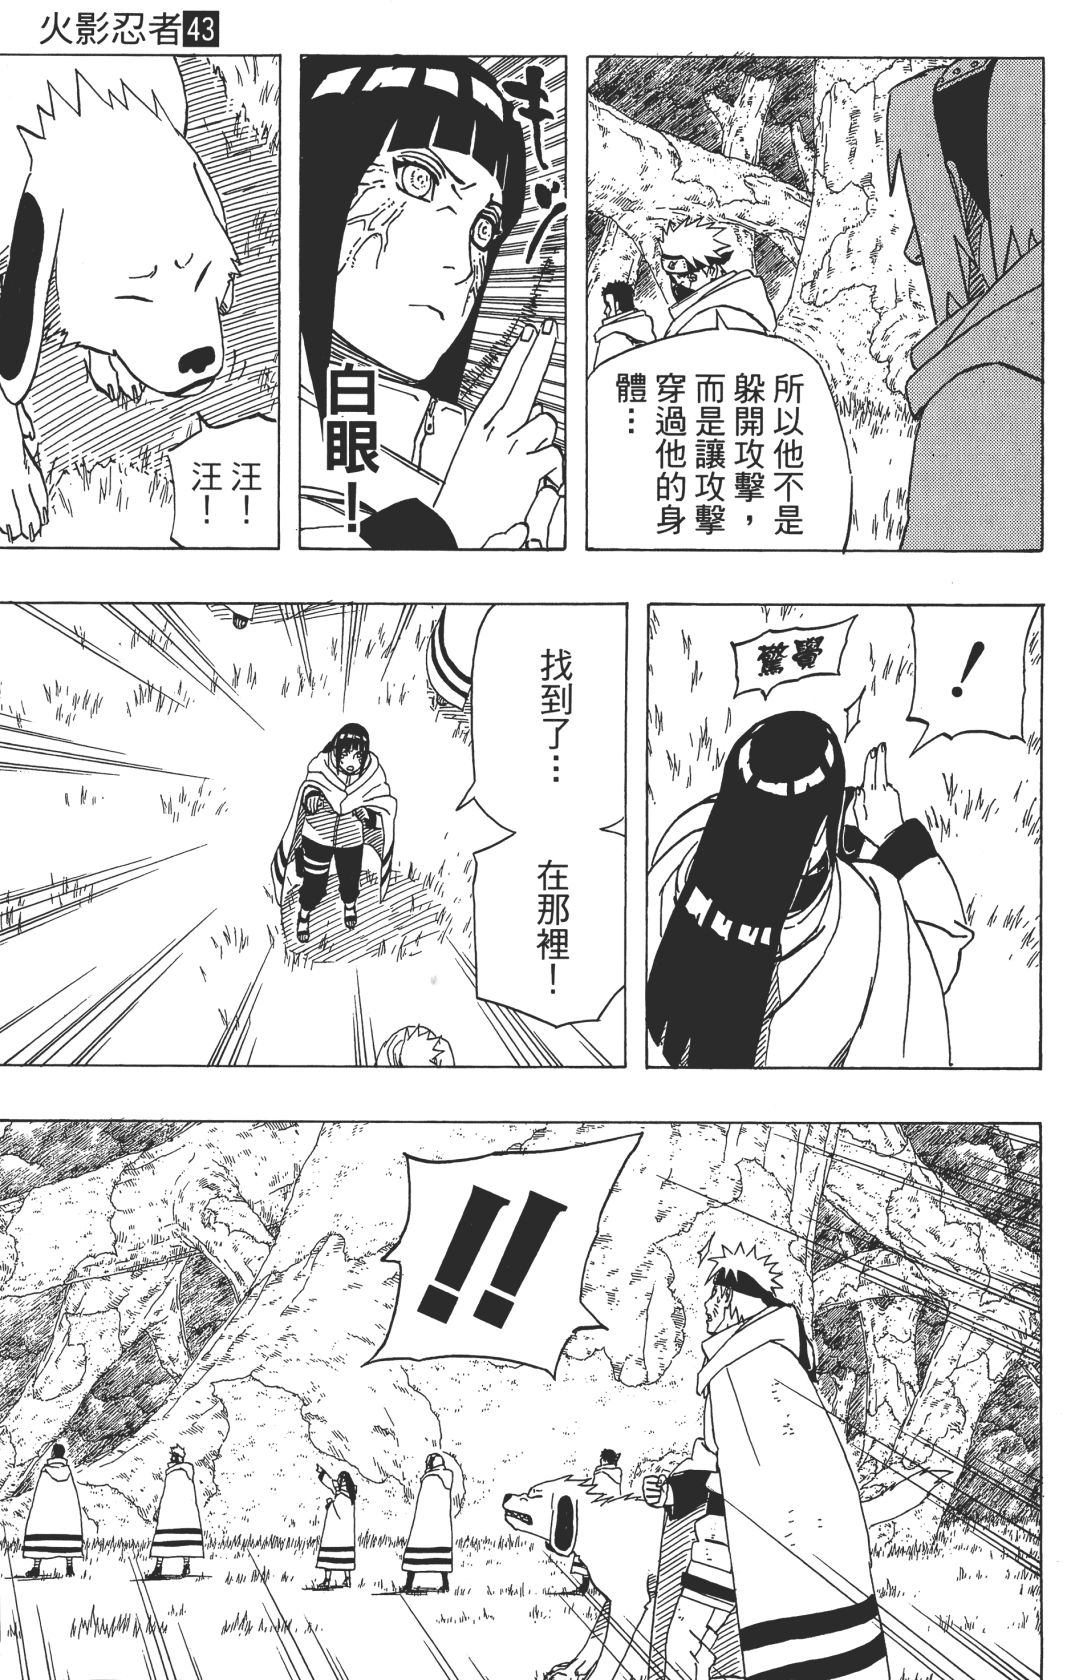 火影忍者43
所以他不是
躲開攻擊，
而是讓攻擊
穿過他的身
體…
キ
ッ
白眼！
汪！
汪！
！
驚覺
找到了…
在那裡！
！！